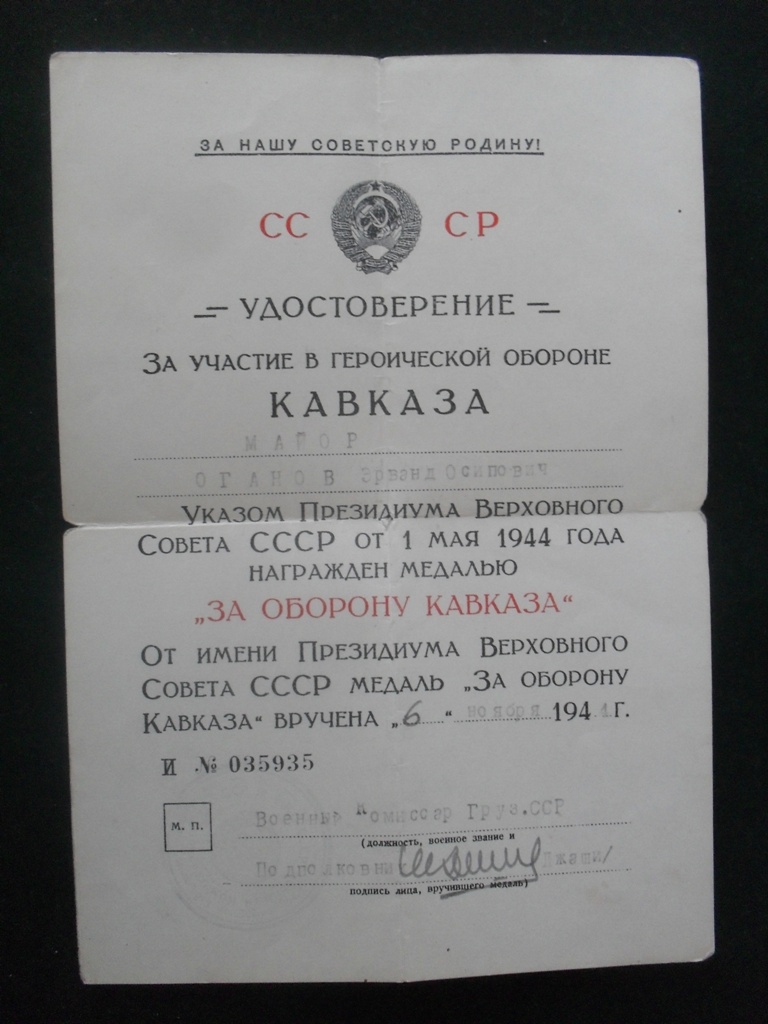 ЗА НАШУ СОВЕТСКУЮ РОДИНУ!
СС СР
УДОСТОВЕРЕНИЕ
ЗА УЧАСТИЕ В ГЕРОИЧЕСКОЙ ОБОРОНЕ
КАВКАЗА
МАЙОР
ОГАНОВ Эрванд Осипович
УКАЗОМ ПРЕЗИДИУМА ВЕРХОВНОГО
СОВЕТА СССР ОТ 1 МАЯ 1944 ГОДА
НАГРАЖДЕН МЕДАЛЬЮ
„ЗА ОБОРОНУ КАВКАЗА“
ОТ ИМЕНИ ПРЕЗИДИУМА ВЕРХОВНОГО
СОВЕТА СССР МЕДАЛЬ „ЗА ОБОРОНУ
КАВКАЗА“ ВРУЧЕНА „6“ ноября 1944 Г.
И № 035935
М. П.
Военный Комиссар Груз.ССР
(должность, военное звание и
Подполковник Джаши/
подпись лица, вручившего медаль)